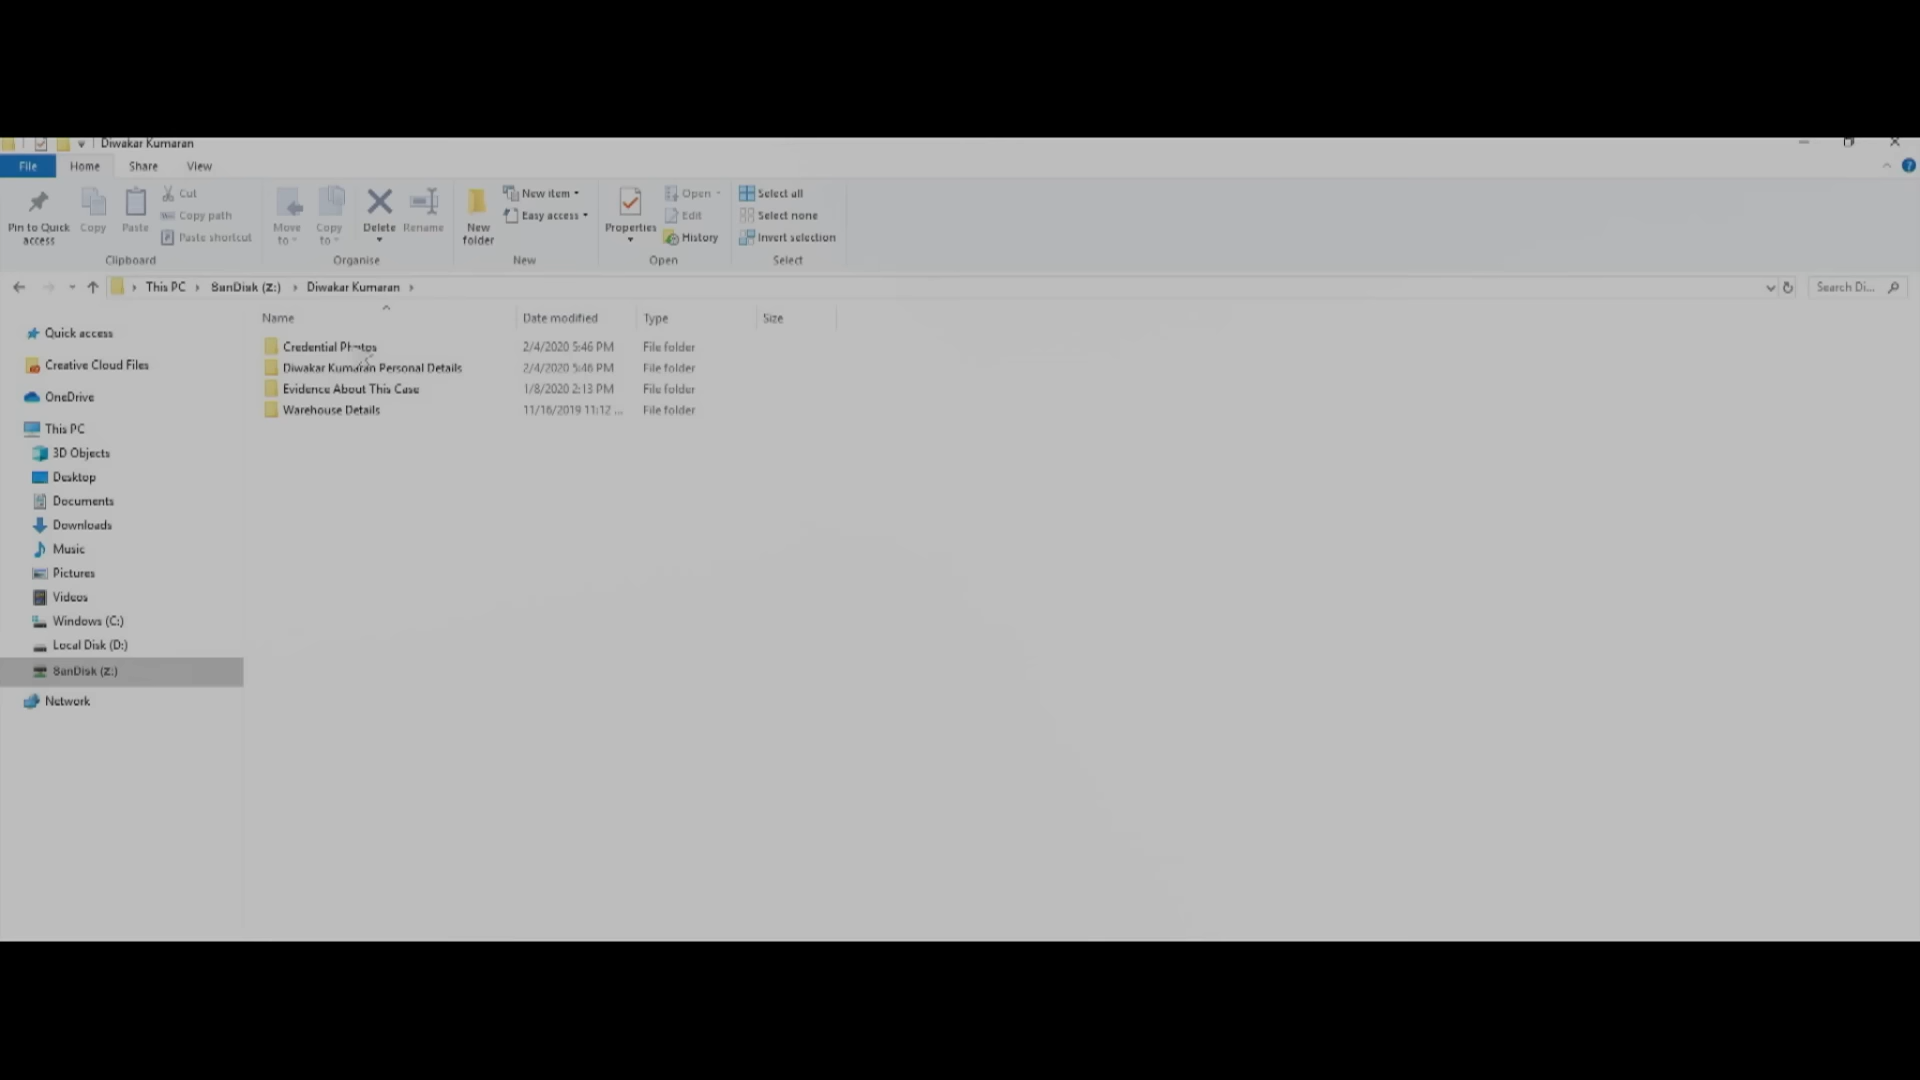 Diwakar Kumaran
File Home Share View
Pin to Quick access
Copy
Paste
Cut
Copy path
Paste shortcut
Clipboard
Move to
Copy to
Delete
Rename
Organise
New folder
New item
Easy access
New
Properties
Open
Edit
History
Open
Select all
Select none
Invert selection
Select
This PC › SanDisk (Z:) › Diwakar Kumaran ›
Search Di...
Name Date modified Type Size
Credential Photos 2/4/2020 5:46 PM File folder
Diwakar Kumaran Personal Details 2/4/2020 5:46 PM File folder
Evidence About This Case 1/8/2020 2:13 PM File folder
Warehouse Details 11/16/2019 11:12 ... File folder
Quick access
Creative Cloud Files
OneDrive
This PC
3D Objects
Desktop
Documents
Downloads
Music
Pictures
Videos
Windows (C:)
Local Disk (D:)
SanDisk (Z:)
Network